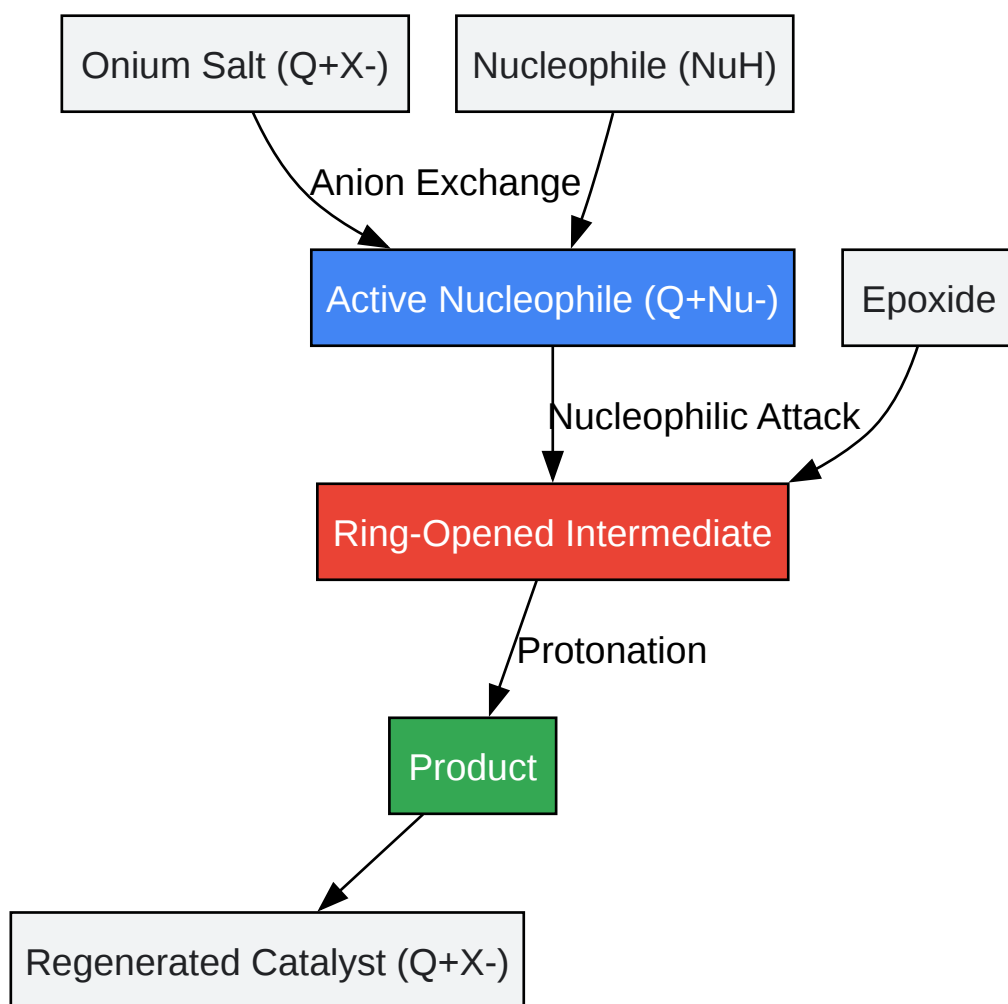 Onium Salt (Q+X-)
Nucleophile (NuH)
Anion Exchange
Active Nucleophile (Q+Nu-)
Epoxide
Nucleophilic Attack
Ring-Opened Intermediate
Protonation
Product
Regenerated Catalyst (Q+X-)